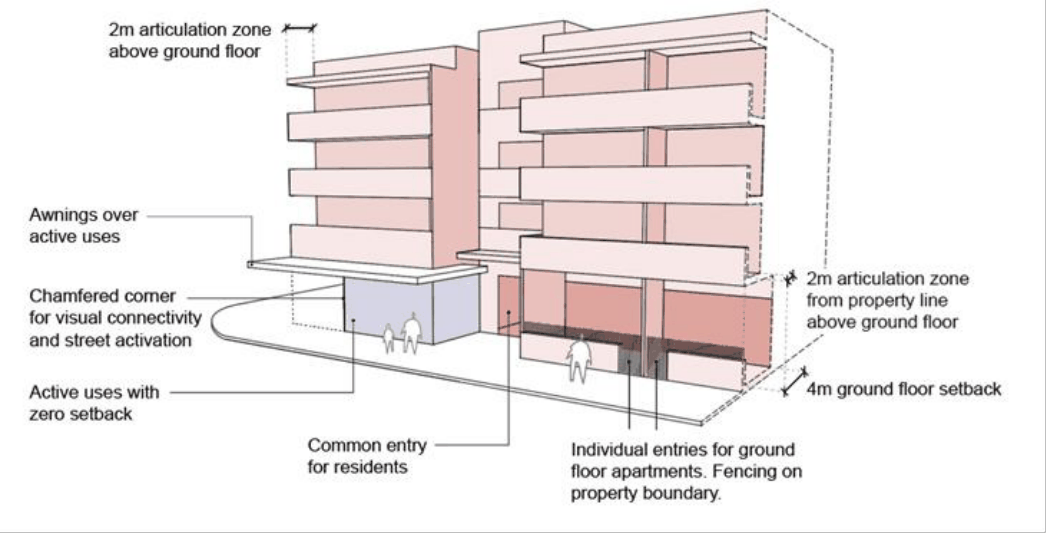 2m articulation zone
above ground floor
Awnings over
active uses
Chamfered corner
for visual connectivity
and street activation
Active uses with
zero setback
Common entry
for residents
Individual entries for ground
floor apartments. Fencing on
property boundary.
2m articulation zone
from property line
above ground floor
4m ground floor setback